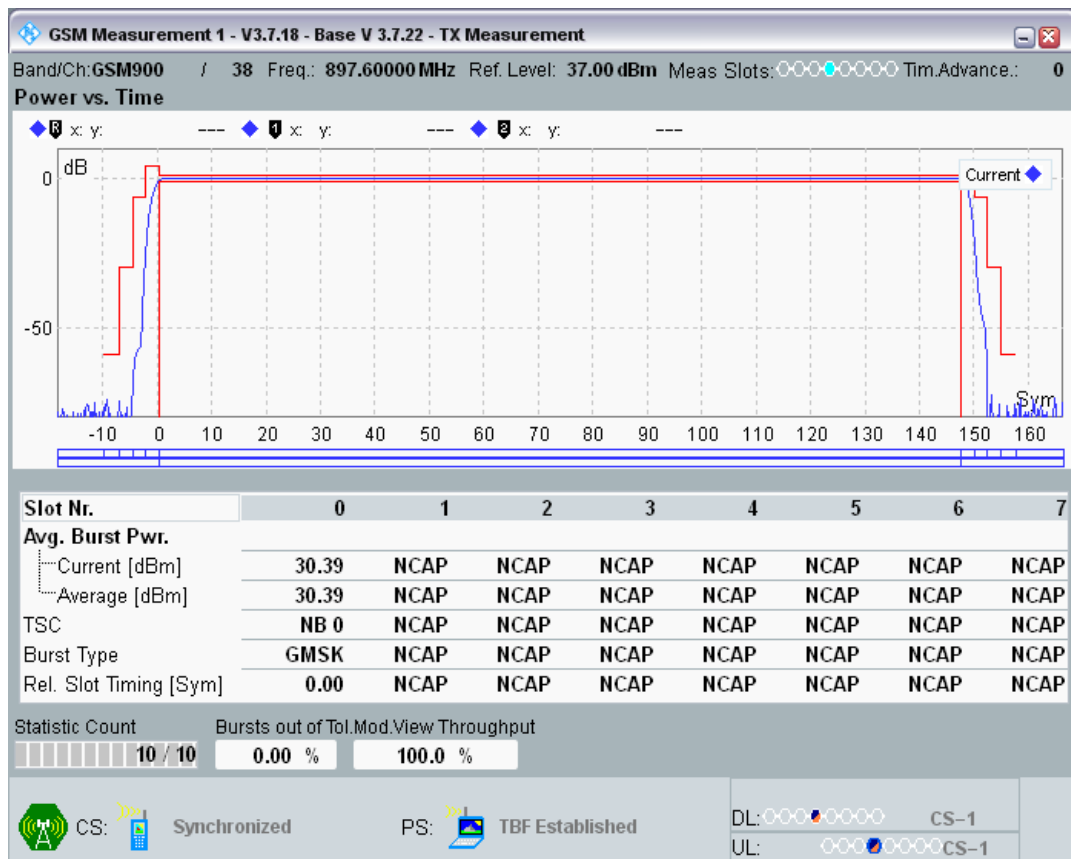 GSM Measurement 1 - V3.7.18 - Base V 3.7.22 - TX Measurement
Band/Ch:GSM900 / 38 Freq.: 897.60000 MHz Ref. Level: 37.00 dBm Meas Slots: Tim.Advance.: 0
Power vs. Time
R x: y: --- 1 x: y: --- 2 x: y: ---
dB
Current
0
-50
Sym
-10 0 10 20 30 40 50 60 70 80 90 100 110 120 130 140 150 160
Slot Nr. 0 1 2 3 4 5 6 7
Avg. Burst Pwr.
Current [dBm] 30.39 NCAP NCAP NCAP NCAP NCAP NCAP NCAP
Average [dBm] 30.39 NCAP NCAP NCAP NCAP NCAP NCAP NCAP
TSC NB 0 NCAP NCAP NCAP NCAP NCAP NCAP NCAP
Burst Type GMSK NCAP NCAP NCAP NCAP NCAP NCAP NCAP
Rel. Slot Timing [Sym] 0.00 NCAP NCAP NCAP NCAP NCAP NCAP NCAP
Statistic Count Bursts out of Tol.Mod.View Throughput
10 / 10 0.00 % 100.0 %
CS: Synchronized PS: TBF Established DL: CS-1
UL: CS-1